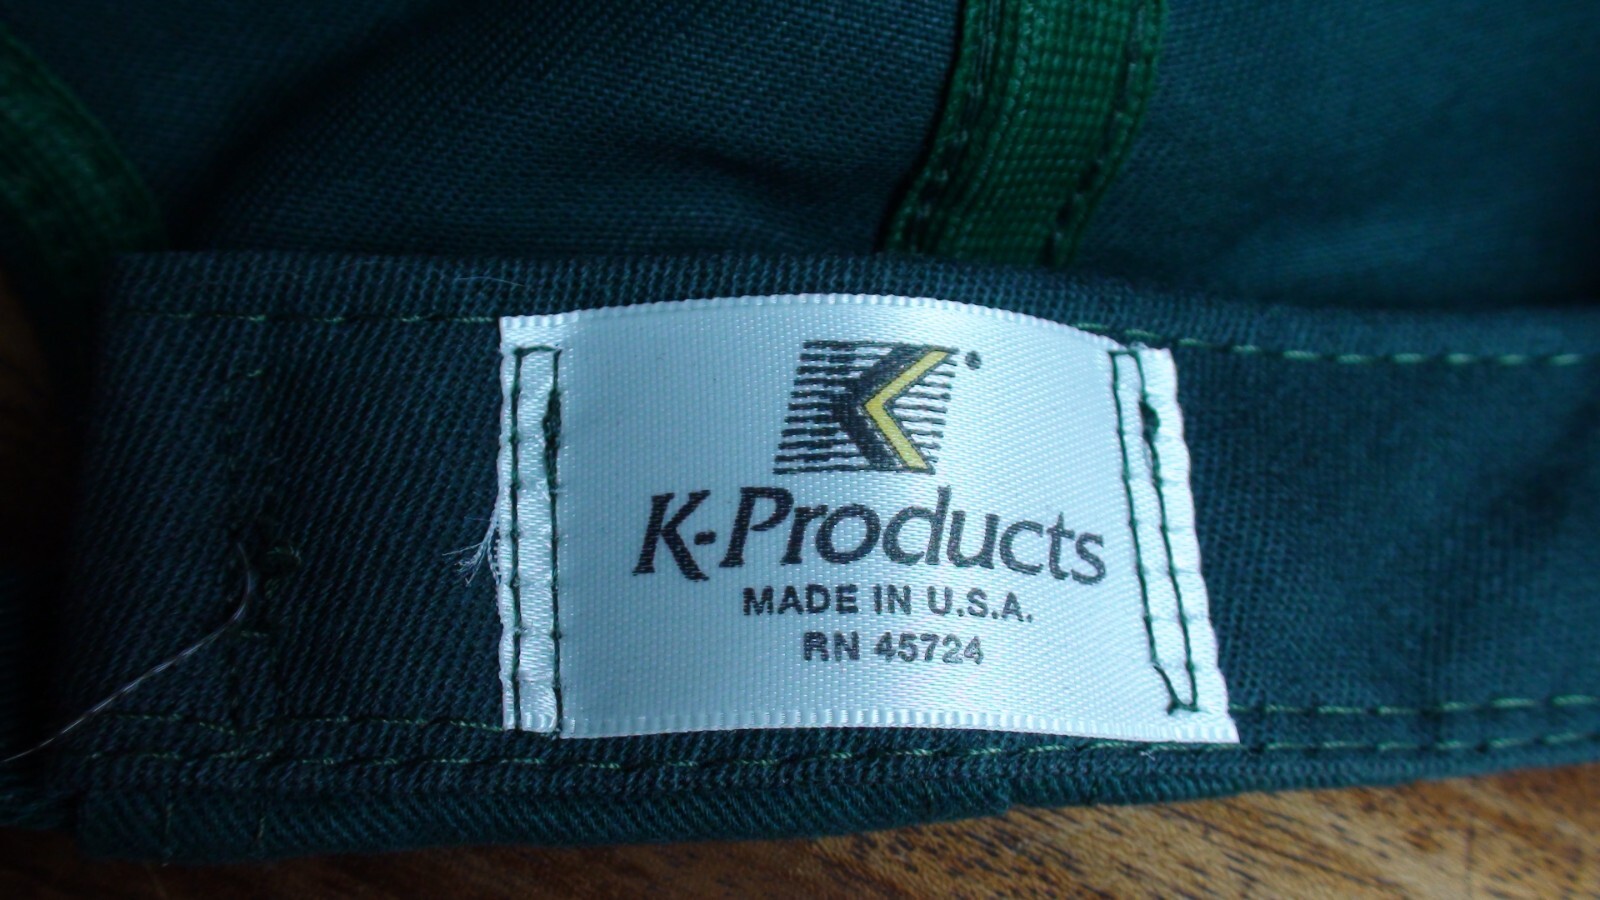 K-Products
MADE IN U.S.A.
RN 45724